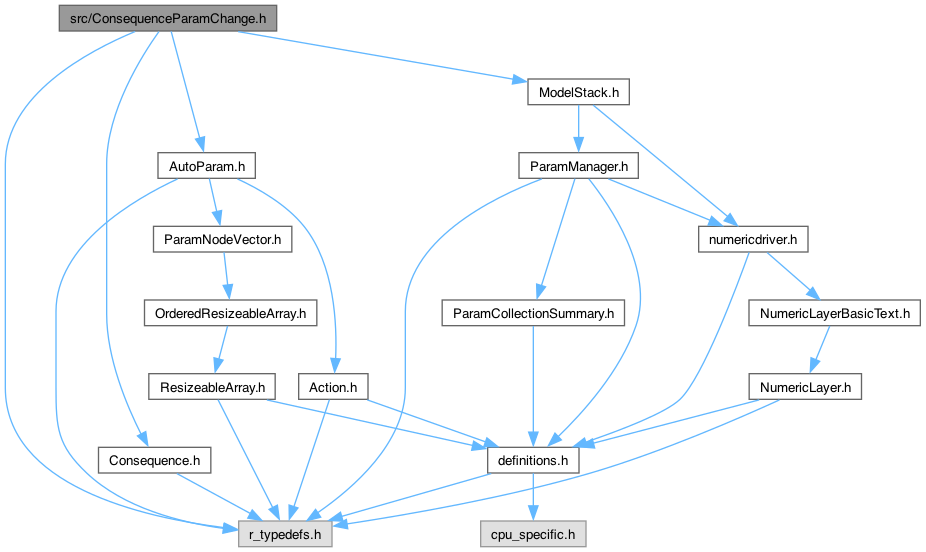 src/ConsequenceParamChange.h
ModelStack.h
AutoParam.h
ParamManager.h
ParamNodeVector.h
numericdriver.h
OrderedResizeableArray.h
ParamCollectionSummary.h
NumericLayerBasicText.h
ResizeableArray.h
Action.h
NumericLayer.h
Consequence.h
definitions.h
r_typedefs.h
cpu_specific.h